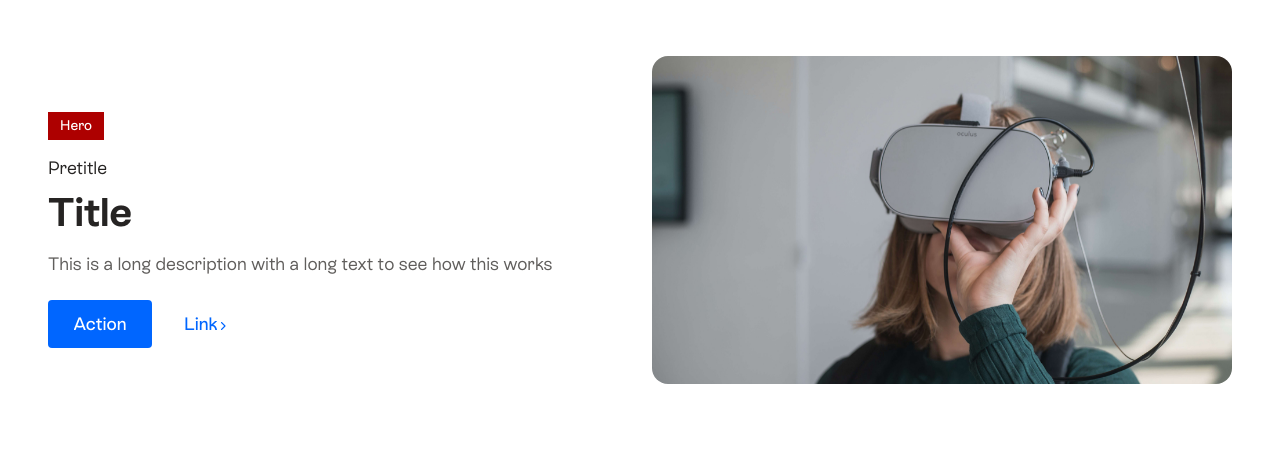 Hero
Pretitle
Title
This is a long description with a long text to see how this works
Action
Link
oculus